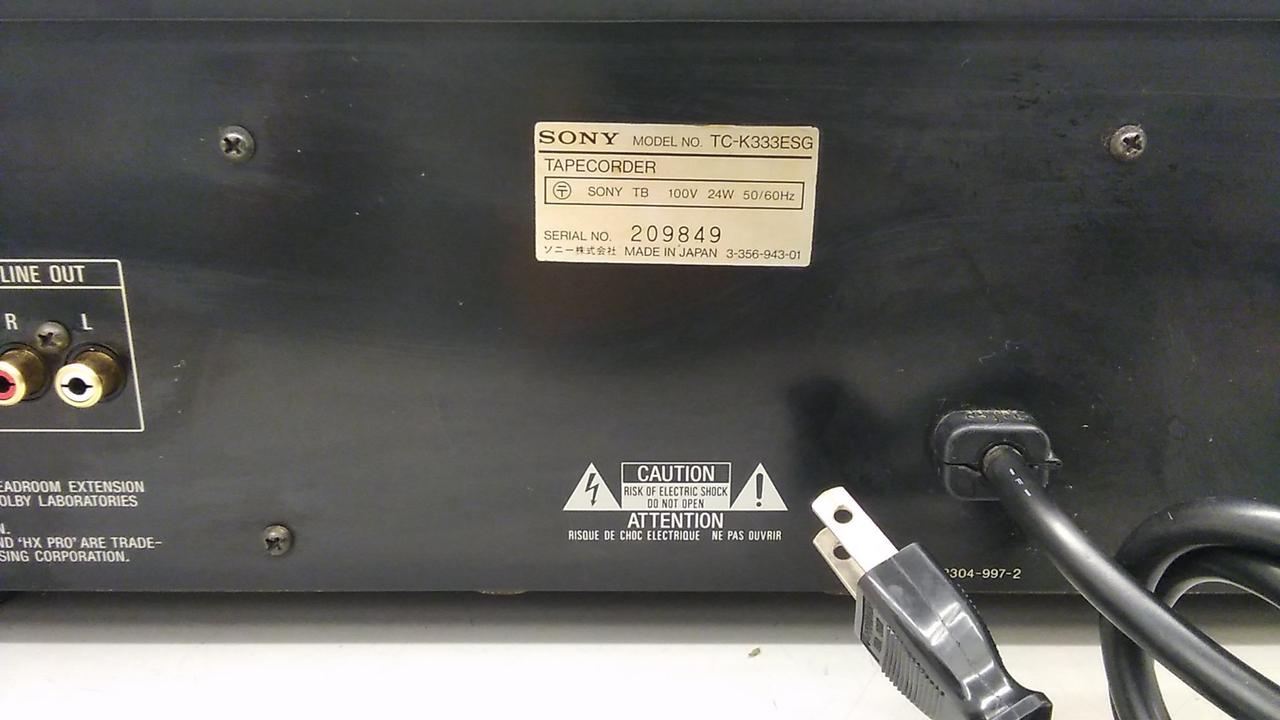 SONY MODEL NO. TC-K333ESG
TAPECORDER
SONY TB 100V 24W 50/60Hz
SERIAL NO. 209849
ソニー株式会社 MADE IN JAPAN 3-356-943-01
LINE OUT
R L
EADROOM EXTENSION
OLBY LABORATORIES
N.
ND 'HX PRO' ARE TRADE-
SING CORPORATION.
CAUTION
RISK OF ELECTRIC SHOCK
DO NOT OPEN
ATTENTION
RISQUE DE CHOC ELECTRIQUE NE PAS OUVRIR
304-997-2